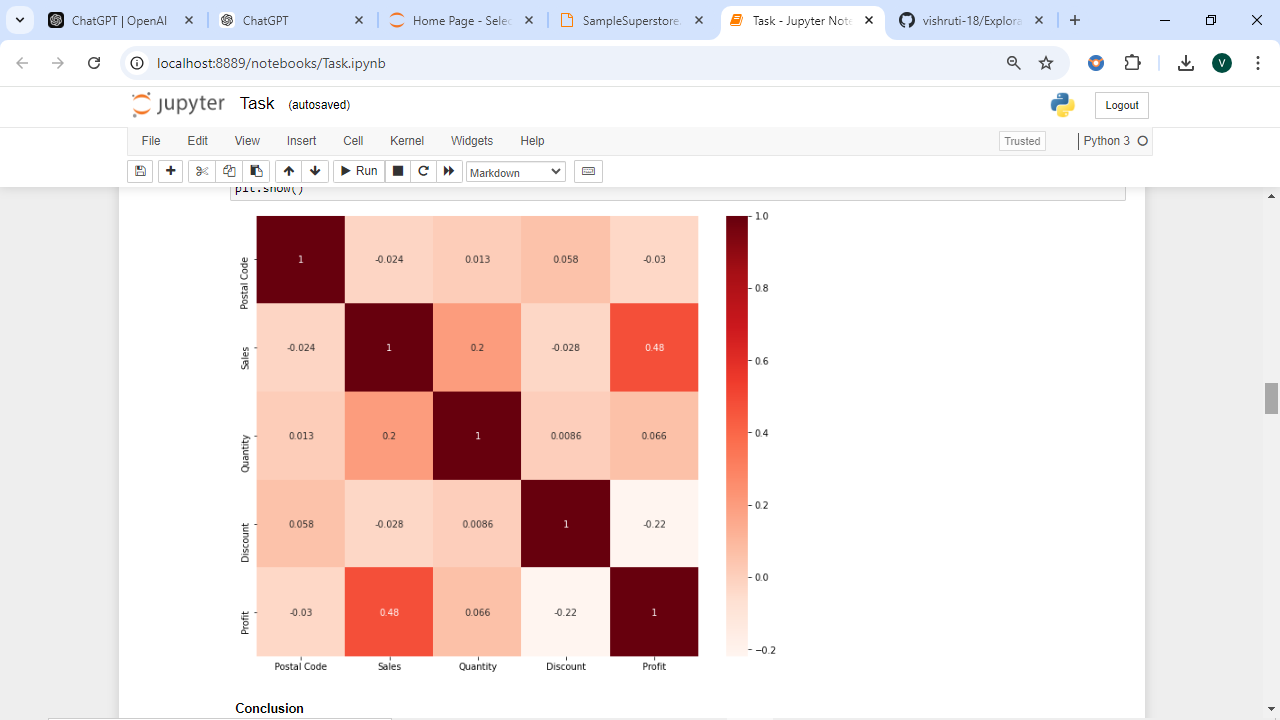 ChatGPT | OpenAI
ChatGPT
Home Page - Selec
SampleSuperstore.
Task - Jupyter Note
vishruti-18/Explora
localhost:8889/notebooks/Task.ipynb
V
jupyter Task (autosaved)
Logout
File Edit View Insert Cell Kernel Widgets Help
Trusted
Python 3
Run
Markdown
plt.show()
1.0
Postal Code 1 -0.024 0.013 0.058 -0.03
0.8
Sales -0.024 1 0.2 -0.028 0.48
0.6
0.4
Quantity 0.013 0.2 1 0.0086 0.066
0.2
Discount 0.058 -0.028 0.0086 1 -0.22
0.0
Profit -0.03 0.48 0.066 -0.22 1
−0.2
Postal Code Sales Quantity Discount Profit
Conclusion